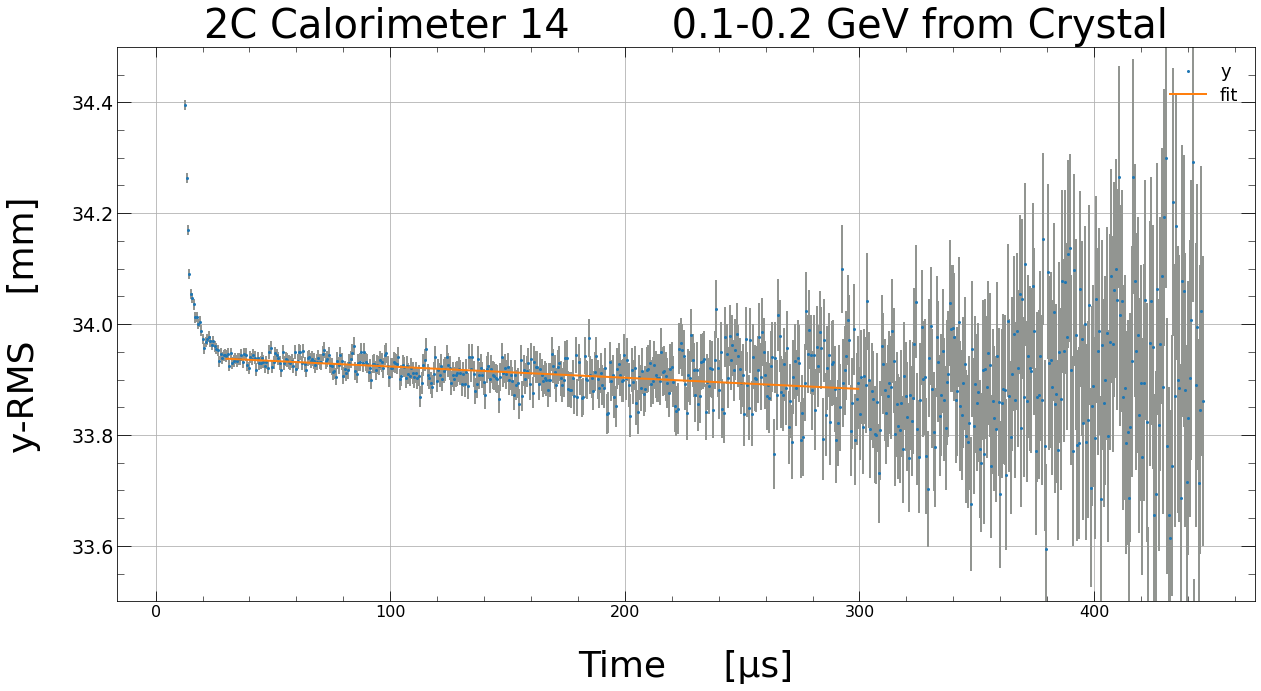 2C Calorimeter 14 0.1-0.2 GeV from Crystal
y
fit
y-RMS [mm]
34.4
34.2
34.0
33.8
33.6
0 100 200 300 400
Time [μs]